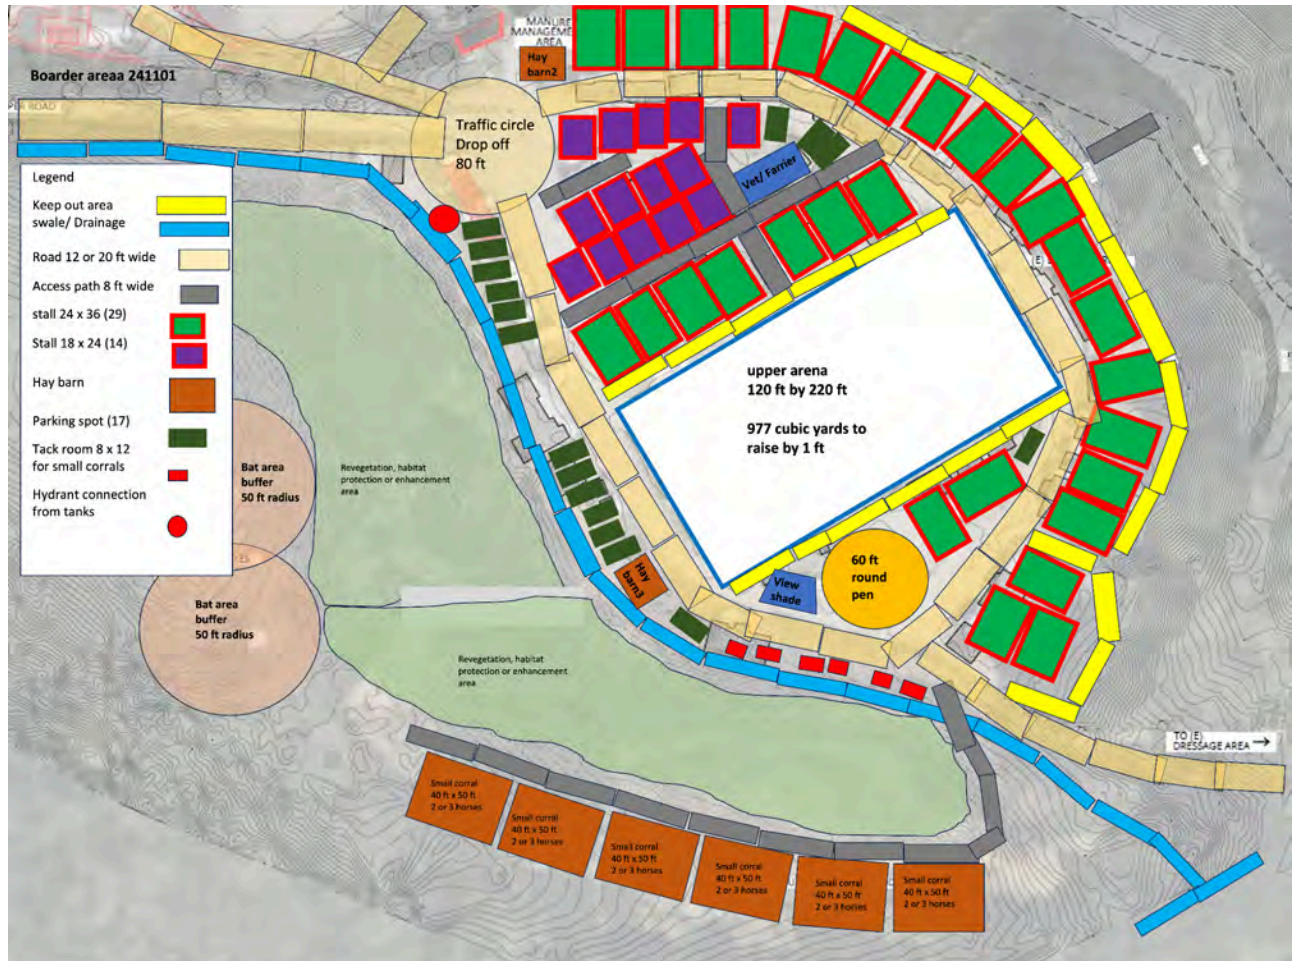 MANURE
MANAGEMENT
AREA
Hay
barn2
Boarder areaa 241101
PER ROAD
Traffic circle
Drop off
80 ft
Vet/ Farrier
Legend
Keep out area
swale/ Drainage
Road 12 or 20 ft wide
Access path 8 ft wide
stall 24 x 36 (29)
Stall 18 x 24 (14)
Hay barn
Parking spot (17)
Tack room 8 x 12
for small corrals
Hydrant connection
from tanks
(E)
upper arena
120 ft by 220 ft
977 cubic yards to
raise by 1 ft
Bat area
buffer
50 ft radius
Revegetation, habitat
protection or enhancement
area
Hay
barn3
View
shade
60 ft
round
pen
Bat area
buffer
50 ft radius
Revegetation, habitat
protection or enhancement
area
TO (E)
DRESSAGE AREA
Small corral
40 ft x 50 ft
2 or 3 horses
Small corral
40 ft x 50 ft
2 or 3 horses
Small corral
40 ft x 50 ft
2 or 3 horses
Small corral
40 ft x 50 ft
2 or 3 horses
Small corral
40 ft x 50 ft
2 or 3 horses
Small corral
40 ft x 50 ft
2 or 3 horses